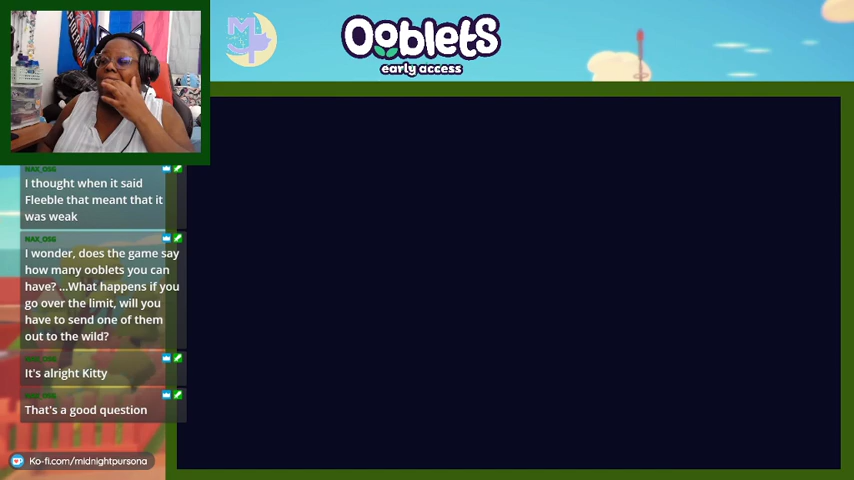 Ooblets
early access
NAX_OSG
I thought when it said
Fleeble that meant that it
was weak
NAX_OSG
I wonder, does the game say
how many ooblets you can
have? ...What happens if you
go over the limit, will you
have to send one of them
out to the wild?
NAX_OSG
It's alright Kitty
NAX_OSG
That's a good question
Ko-fi.com/midnightpursona